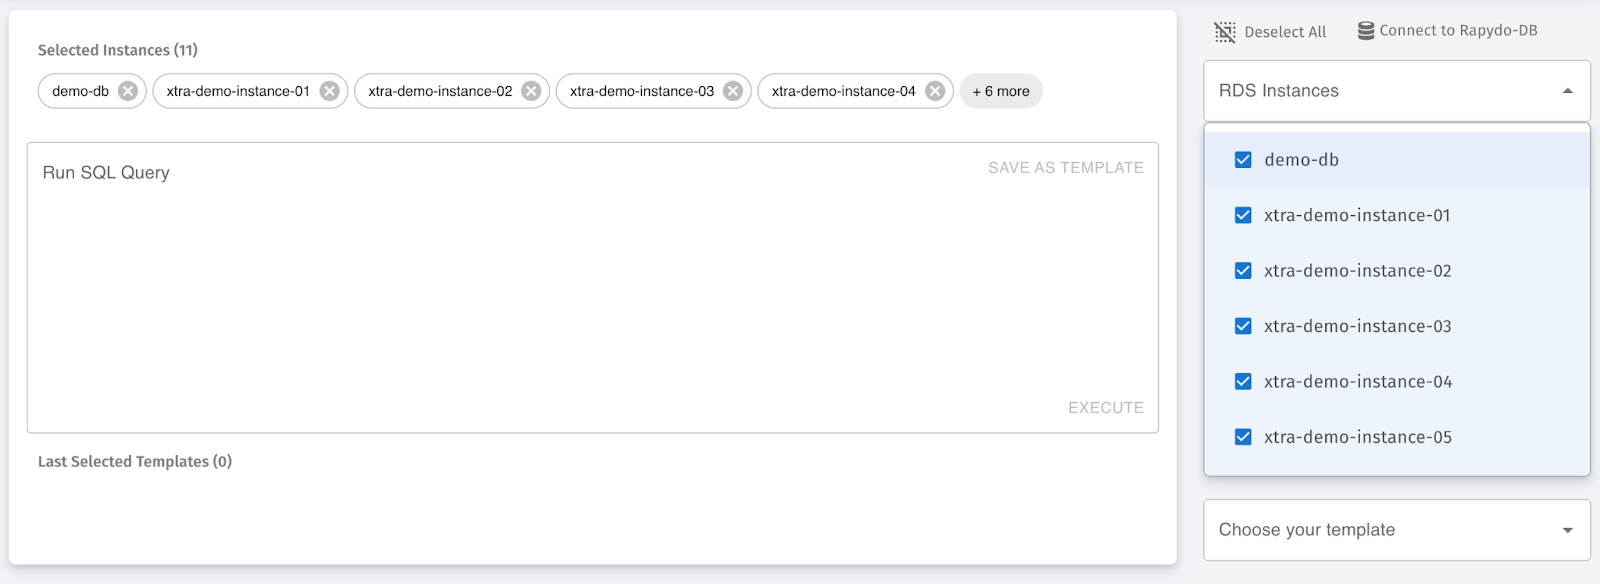 Selected Instances (11)
demo-db xtra-demo-instance-01 xtra-demo-instance-02 xtra-demo-instance-03 xtra-demo-instance-04 + 6 more
Run SQL Query
SAVE AS TEMPLATE
EXECUTE
Last Selected Templates (0)
Deselect All
Connect to Rapydo-DB
RDS Instances
demo-db
xtra-demo-instance-01
xtra-demo-instance-02
xtra-demo-instance-03
xtra-demo-instance-04
xtra-demo-instance-05
Choose your template